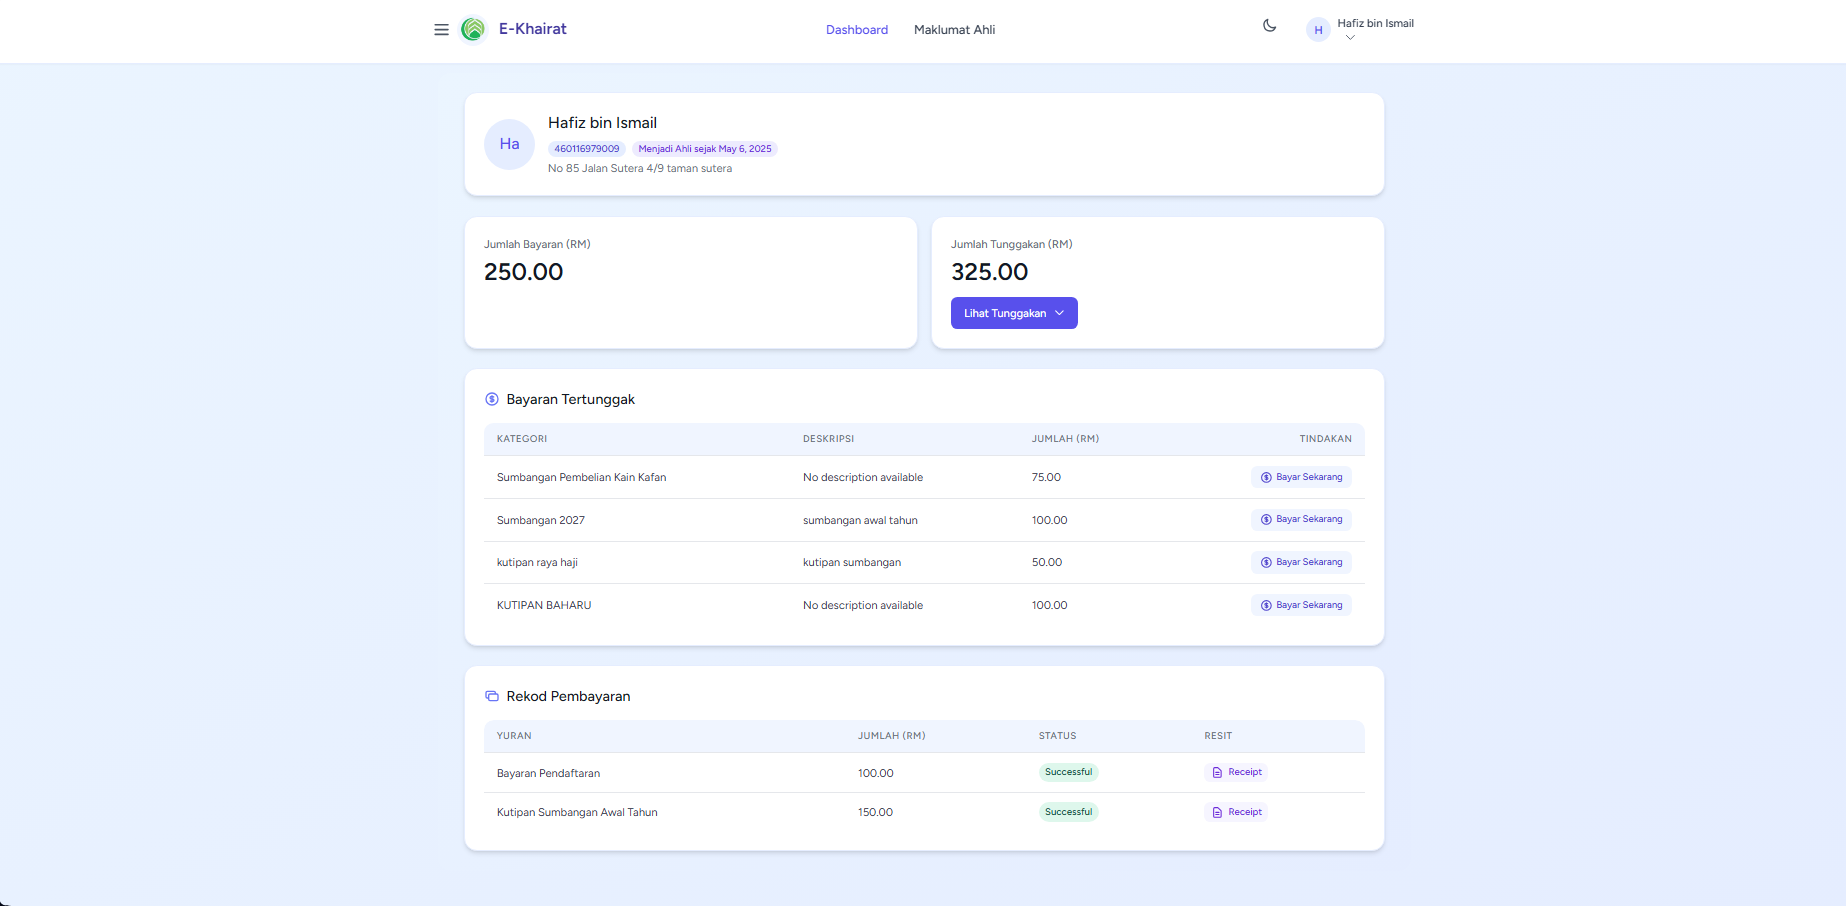 E-Khairat
Dashboard Maklumat Ahli
H Hafiz bin Ismail
Ha
Hafiz bin Ismail
460116979009 Menjadi Ahli sejak May 6, 2025
No 85 Jalan Sutera 4/9 taman sutera
Jumlah Bayaran (RM)
250.00
Jumlah Tunggakan (RM)
325.00
Lihat Tunggakan
Bayaran Tertunggak
KATEGORI DESKRIPSI JUMLAH (RM) TINDAKAN
Sumbangan Pembelian Kain Kafan No description available 75.00 Bayar Sekarang
Sumbangan 2027 sumbangan awal tahun 100.00 Bayar Sekarang
kutipan raya haji kutipan sumbangan 50.00 Bayar Sekarang
KUTIPAN BAHARU No description available 100.00 Bayar Sekarang
Rekod Pembayaran
YURAN JUMLAH (RM) STATUS RESIT
Bayaran Pendaftaran 100.00 Successful Receipt
Kutipan Sumbangan Awal Tahun 150.00 Successful Receipt